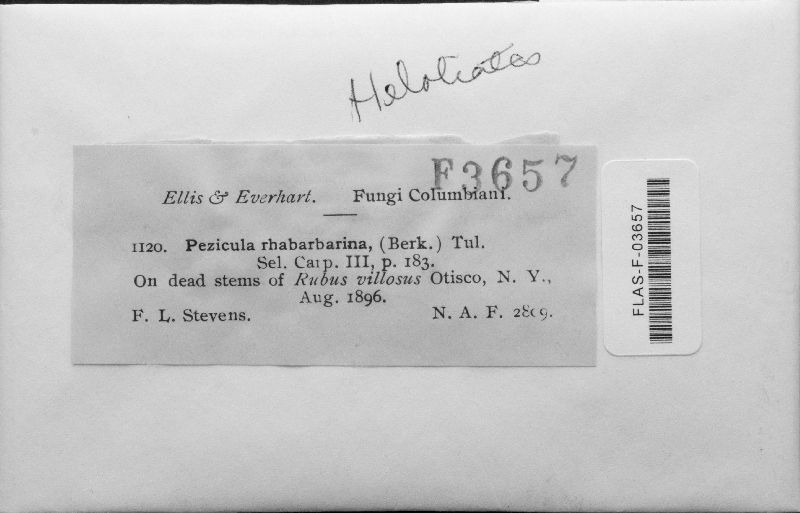 Helotiales
F3657
Ellis & Everhart. Fungi Columbiani.
1120. Pezicula rhabarbarina, (Berk.) Tul.
Sel. Carp. III, p. 183.
On dead stems of Rubus villosus Otisco, N. Y.,
Aug. 1896.
F. L. Stevens. N. A. F. 2809.
FLAS-F-03657